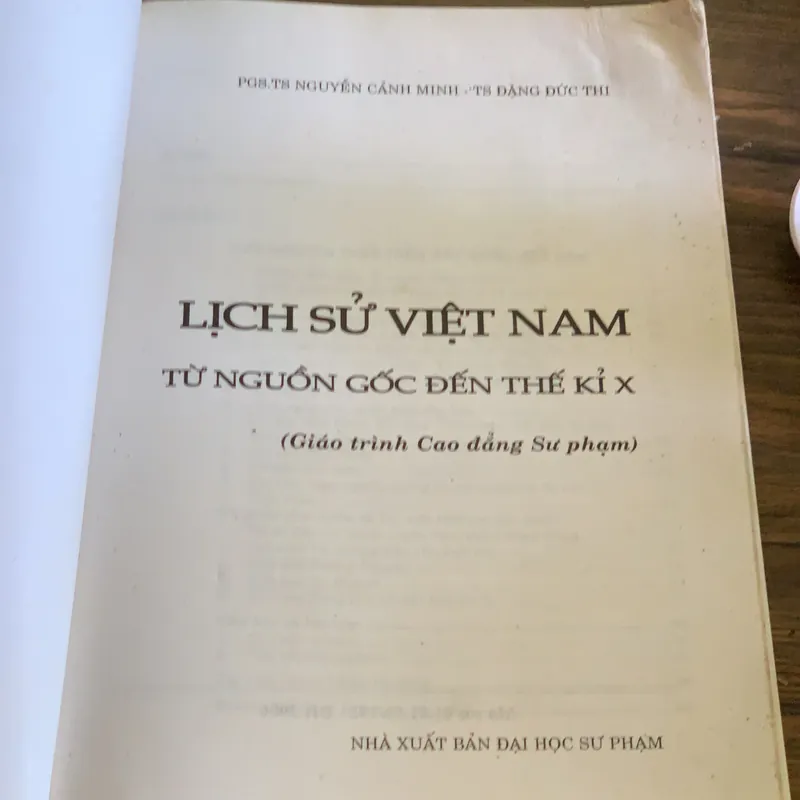 PGS.TS NGUYỄN CẢNH MINH - TS ĐẶNG ĐỨC THI
LỊCH SỬ VIỆT NAM
TỪ NGUỒN GỐC ĐẾN THẾ KỈ X
(Giáo trình Cao đẳng Sư phạm)
NHÀ XUẤT BẢN ĐẠI HỌC SƯ PHẠM